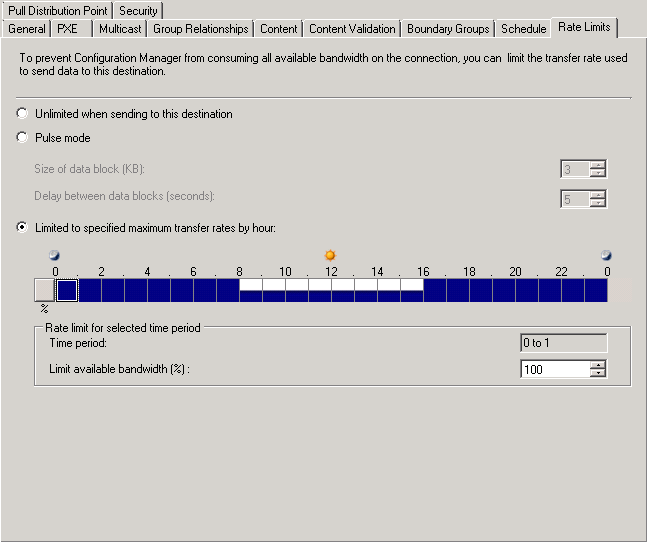 Pull Distribution Point Security
General PXE Multicast Group Relationships Content Content Validation Boundary Groups Schedule Rate Limits
To prevent Configuration Manager from consuming all available bandwidth on the connection, you can limit the transfer rate used
to send data to this destination.
Unlimited when sending to this destination
Pulse mode
Size of data block (KB): 3
Delay between data blocks (seconds): 5
Limited to specified maximum transfer rates by hour:
0 . 2 . 4 . 6 . 8 . 10 . 12 . 14 . 16 . 18 . 20 . 22 . 0
%
Rate limit for selected time period
Time period: 0 to 1
Limit available bandwidth (%) : 100